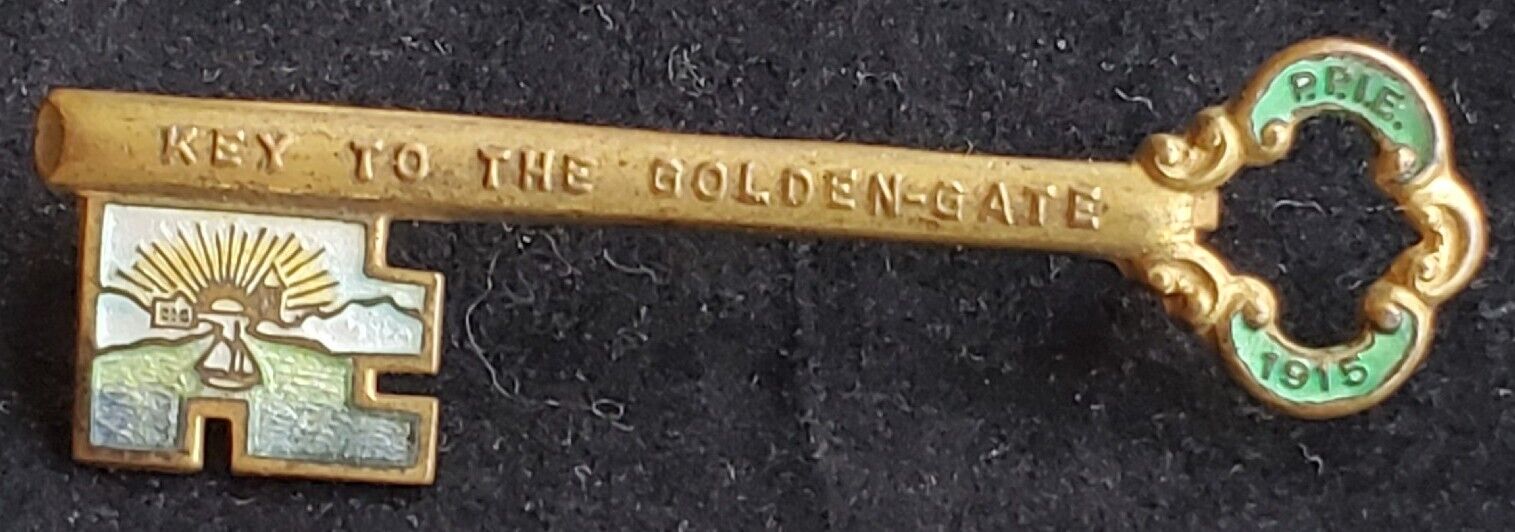 KEY TO THE GOLDEN-GATE
P.P.I.E.
1915